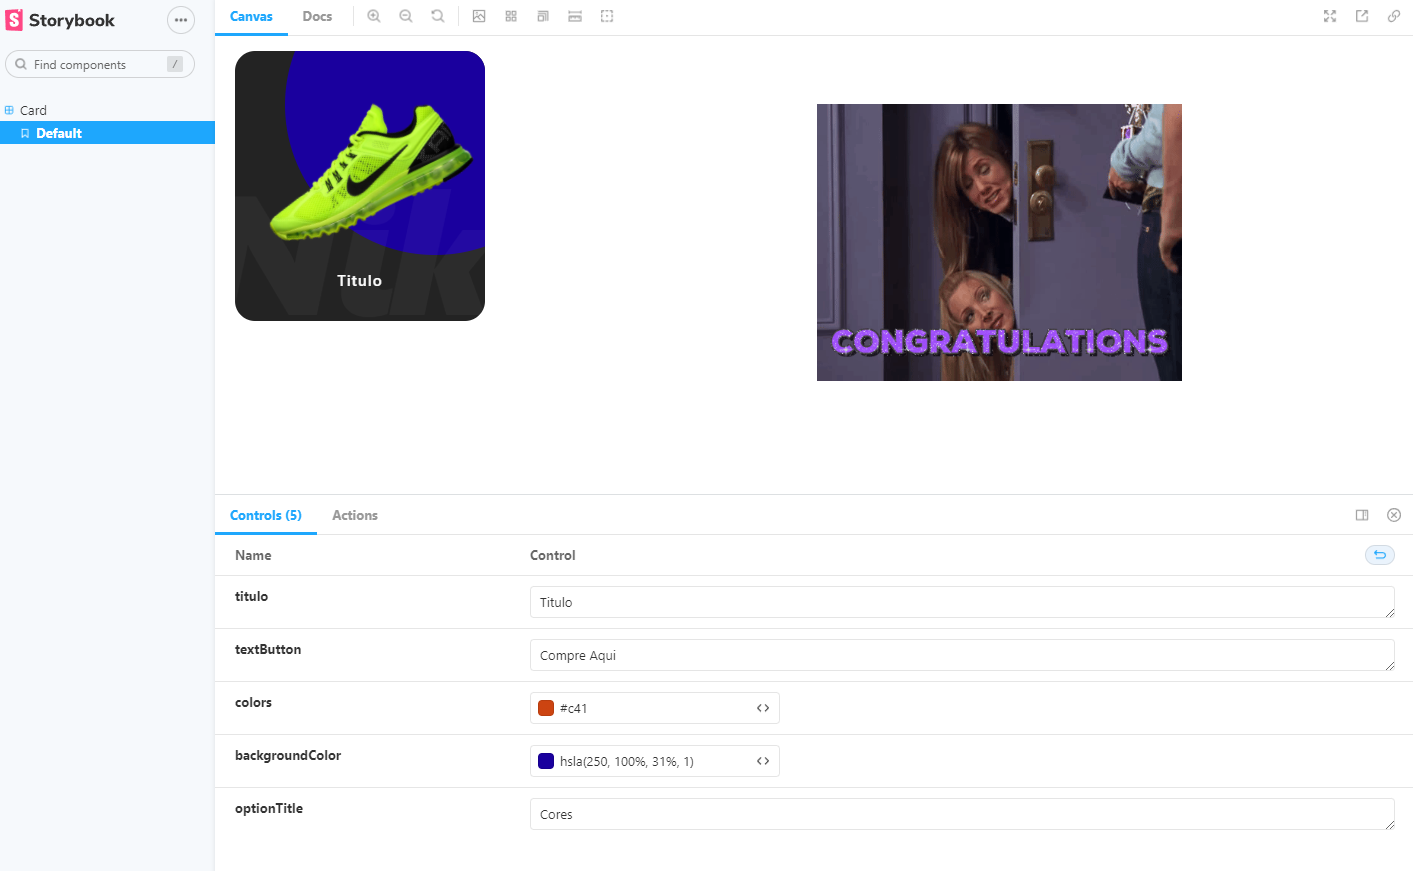 Storybook
Find components
/
Card
Default
Canvas
Docs
Nik
Titulo
CONGRATULATIONS
Controls (5)
Actions
Name
Control
titulo
Titulo
textButton
Compre Aqui
colors
#c41
backgroundColor
hsla(250, 100%, 31%, 1)
optionTitle
Cores